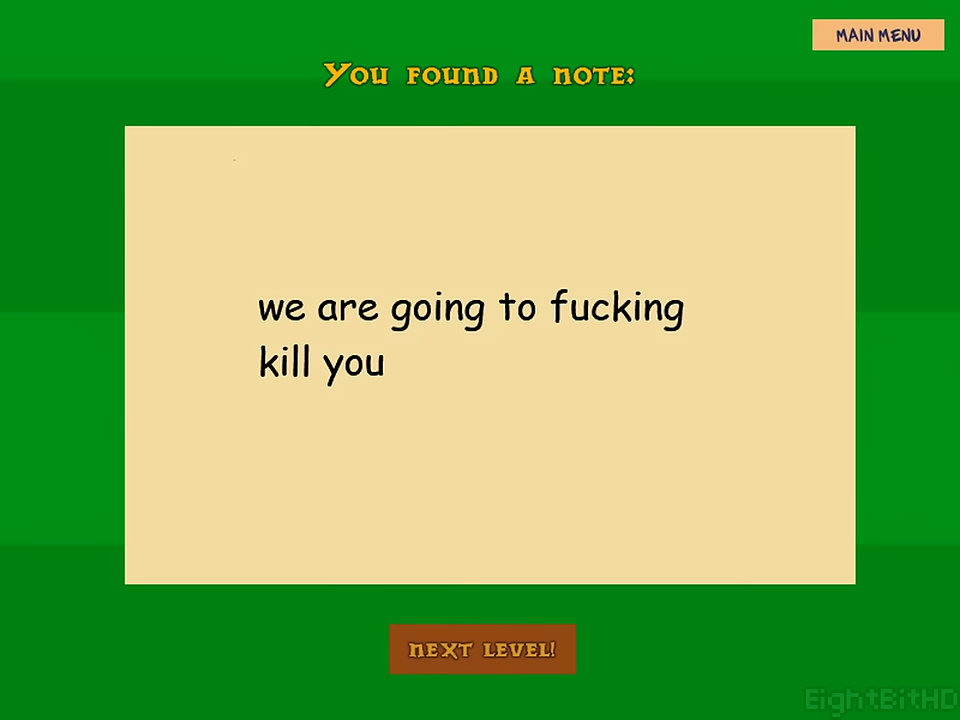 MAIN MENU
You found a note:
we are going to fucking
kill you
NEXT LEVEL!
EightBitHD